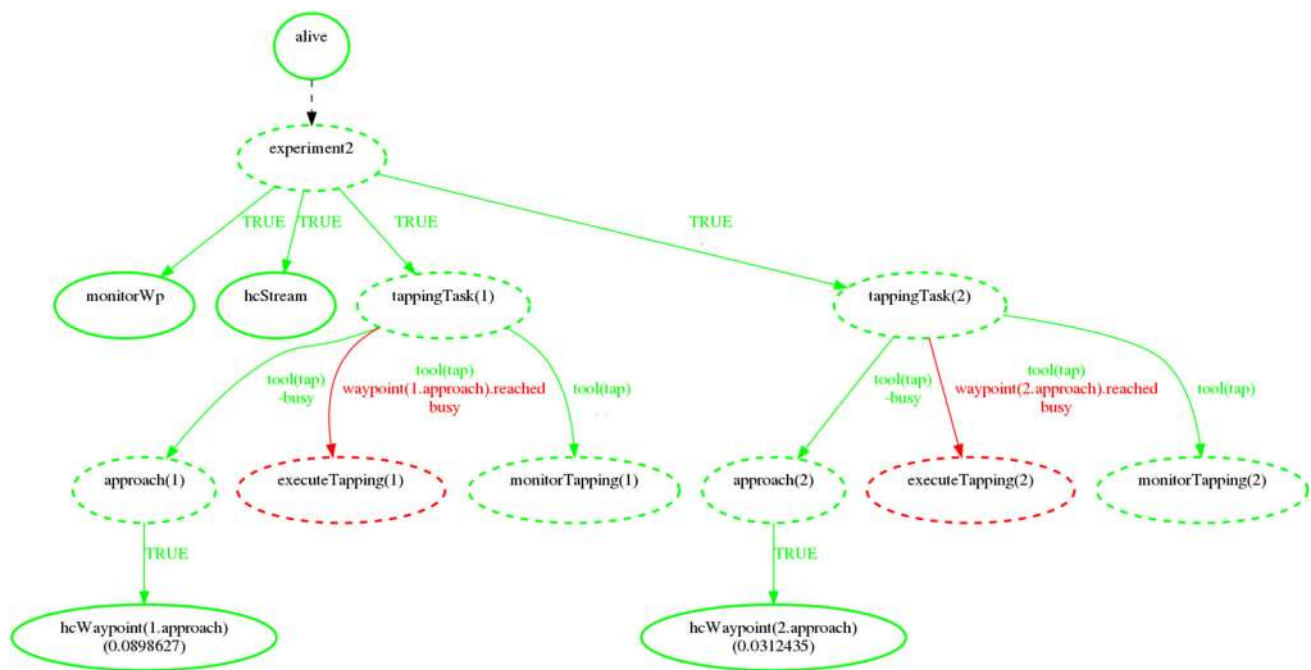 alive
experiment2
TRUE
TRUE
TRUE
TRUE
monitorWp
hcStream
tappingTask(1)
tappingTask(2)
tool(tap)
-busy
tool(tap)
waypoint(1.approach).reached
busy
tool(tap)
tool(tap)
-busy
tool(tap)
waypoint(2.approach).reached
busy
tool(tap)
approach(1)
executeTapping(1)
monitorTapping(1)
approach(2)
executeTapping(2)
monitorTapping(2)
TRUE
TRUE
hcWaypoint(1.approach)
(0.0898627)
hcWaypoint(2.approach)
(0.0312435)